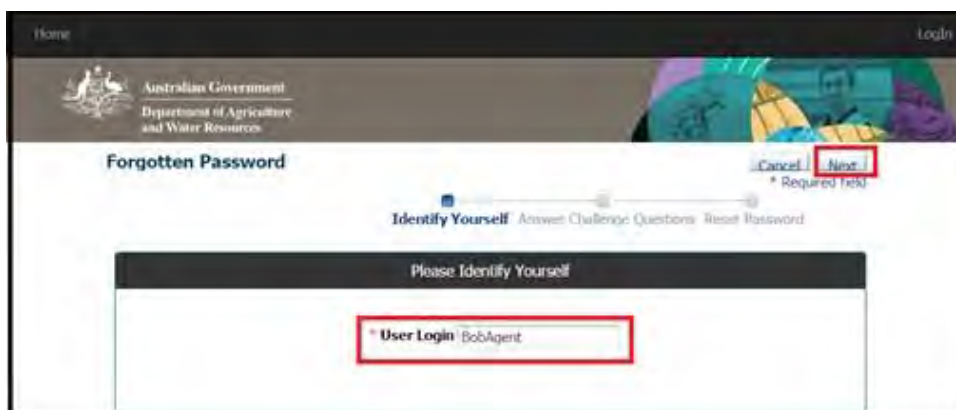 Home LogIn
Australian Government
Department of Agriculture
and Water Resources
Forgotten Password
Cancel Next
* Required field
Identify Yourself Answer Challenge Questions Reset Password
Please Identify Yourself
* User Login BobAgent